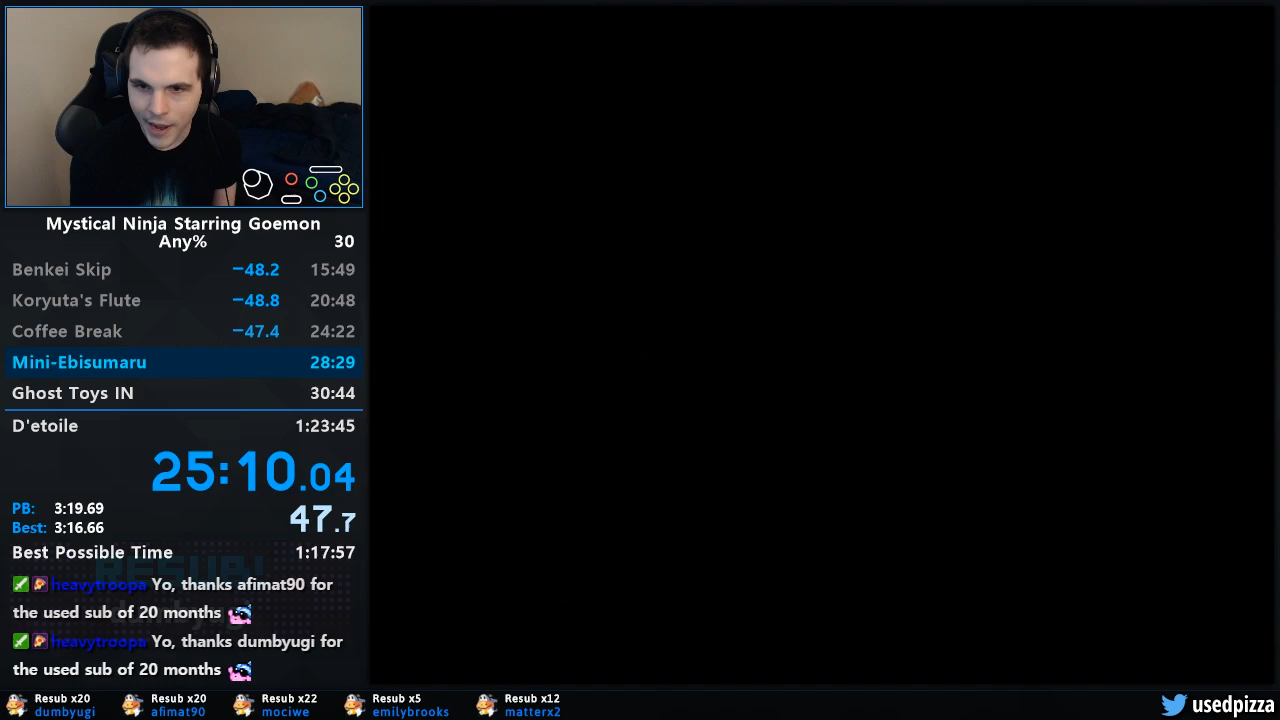 Mystical Ninja Starring Goemon
Any% 30
Benkei Skip −48.2 15:49
Koryuta's Flute −48.8 20:48
Coffee Break −47.4 24:22
Mini-Ebisumaru 28:29
Ghost Toys IN 30:44
D'etoile 1:23:45
25:10.04
PB: 3:19.69
47.7
Best: 3:16.66
Best Possible Time 1:17:57
RESUB!
dumbyugi
heavytroopa Yo, thanks afimat90 for
the used sub of 20 months
heavytroopa Yo, thanks dumbyugi for
the used sub of 20 months
Resub x20 Resub x20 Resub x22 Resub x5 Resub x12
dumbyugi afimat90 mociwe emilybrooks matterx2
usedpizza